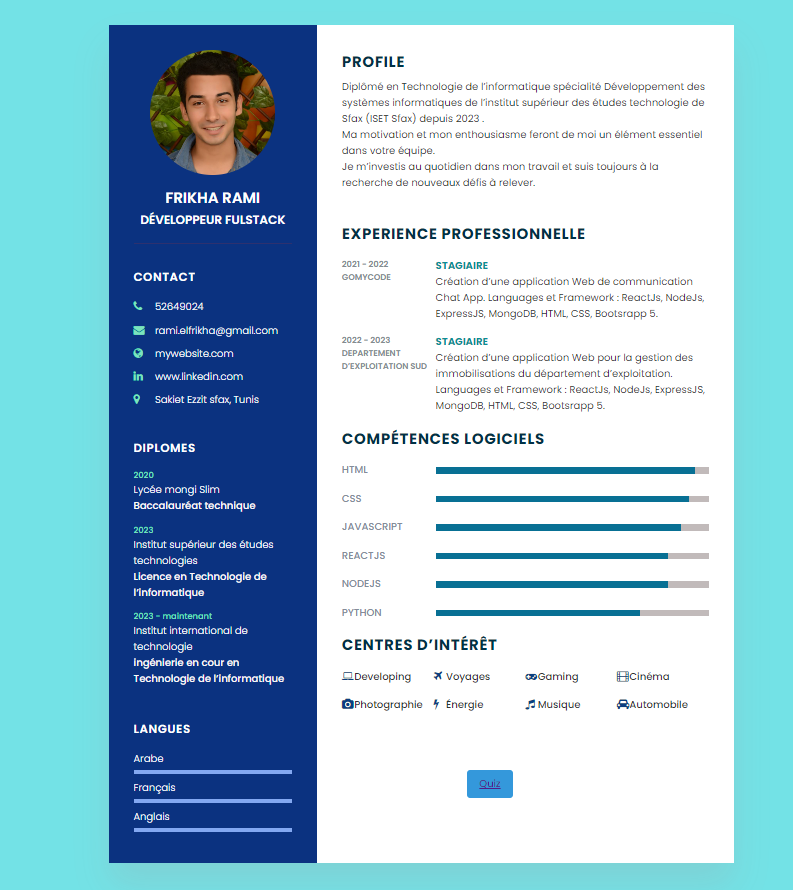 FRIKHA RAMI
DÉVELOPPEUR FULSTACK
CONTACT
52649024
rami.elfrikha@gmail.com
mywebsite.com
www.linkedin.com
Sakiet Ezzit sfax, Tunis
DIPLOMES
2020
Lycée mongi Slim
Baccalauréat technique
2023
Institut supérieur des études
technologies
Licence en Technologie de
l'informatique
2023 - maintenant
Institut international de
technologie
ingénierie en cour en
Technologie de l'informatique
LANGUES
Arabe
Français
Anglais
PROFILE
Diplômé en Technologie de l'informatique spécialité Développement des
systèmes informatiques de l'institut supérieur des études technologie de
Sfax (ISET Sfax) depuis 2023 .
Ma motivation et mon enthousiasme feront de moi un élément essentiel
dans votre équipe.
Je m'investis au quotidien dans mon travail et suis toujours à la
recherche de nouveaux défis à relever.
EXPERIENCE PROFESSIONNELLE
2021 - 2022
GOMYCODE
STAGIAIRE
Création d'une application Web de communication
Chat App. Languages et Framework : ReactJs, NodeJs,
ExpressJS, MongoDB, HTML, CSS, Bootsrapp 5.
2022 - 2023
DEPARTEMENT
D'EXPLOITATION SUD
STAGIAIRE
Création d'une application Web pour la gestion des
immobilisations du département d'exploitation.
Languages et Framework : ReactJs, NodeJs, ExpressJS,
MongoDB, HTML, CSS, Bootsrapp 5.
COMPÉTENCES LOGICIELS
HTML
CSS
JAVASCRIPT
REACTJS
NODEJS
PYTHON
CENTRES D'INTÉRÊT
Developing Voyages Gaming Cinéma
Photographie Énergie Musique Automobile
Quiz